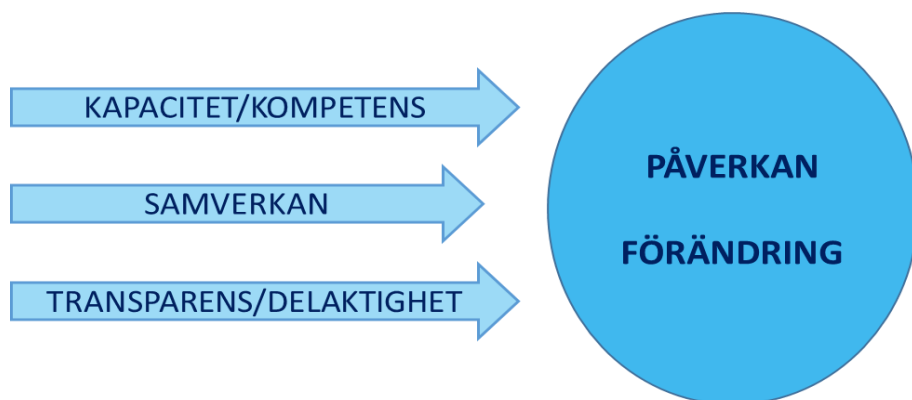 KAPACITET/KOMPETENS
SAMVERKAN
TRANSPARENS/DELAKTIGHET
PÅVERKAN
FÖRÄNDRING